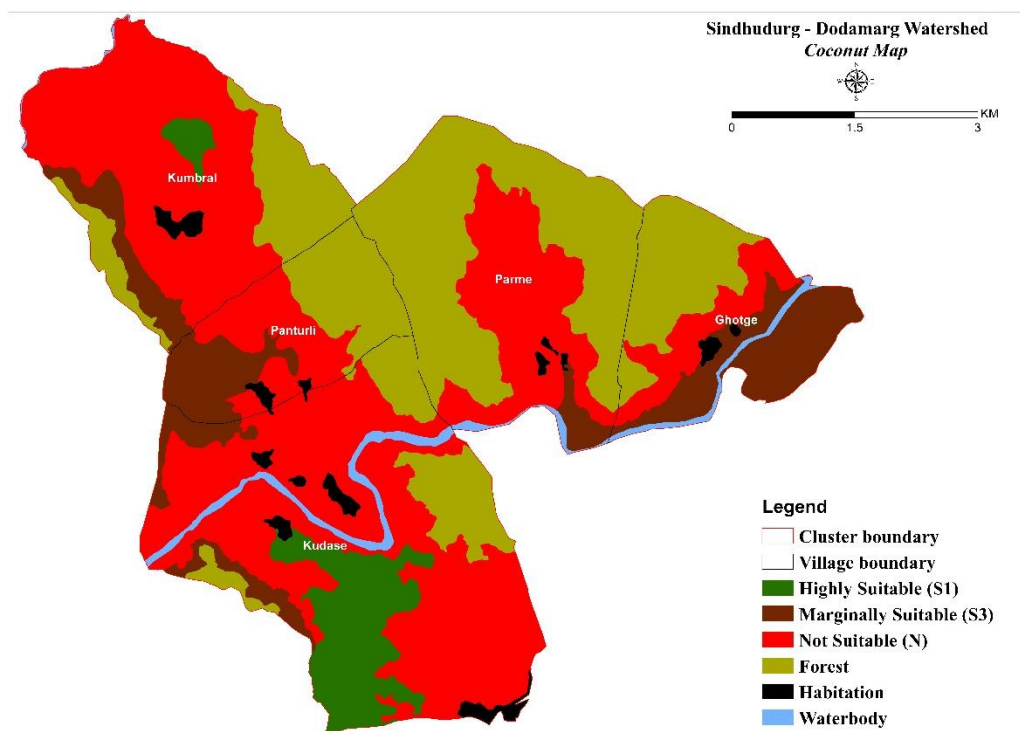 Sindhudurg - Dodamarg Watershed
Coconut Map
N
W
E
S
KM
0 1.5 3
Kumbral
Parme
Ghotge
Panturli
Kudase
Legend
Cluster boundary
Village boundary
Highly Suitable (S1)
Marginally Suitable (S3)
Not Suitable (N)
Forest
Habitation
Waterbody